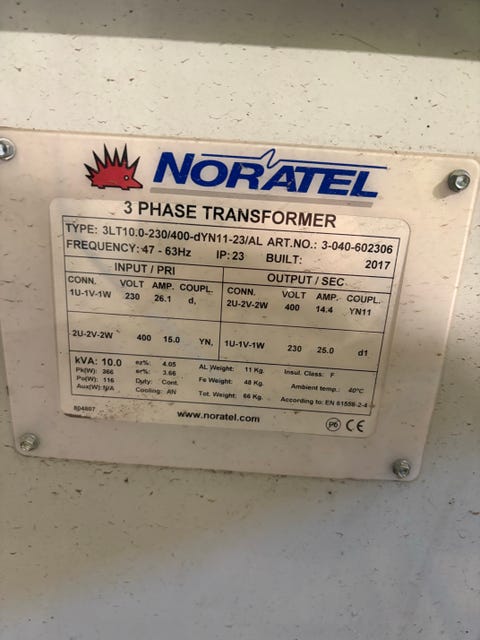 NORATEL
3 PHASE TRANSFORMER
TYPE: 3LT10.0-230/400-dYN11-23/AL ART.NO.: 3-040-602306
FREQUENCY: 47 - 63Hz IP: 23 BUILT: 2017
INPUT / PRI OUTPUT / SEC
CONN. VOLT AMP. COUPL. CONN. VOLT AMP. COUPL.
1U-1V-1W 230 26.1 d, 2U-2V-2W 400 14.4 YN11
2U-2V-2W 400 15.0 YN, 1U-1V-1W 230 25.0 d1
kVA: 10.0 ez%: 4.05 AL Weight: 11 Kg. Insul. Class: F
Pk(W): 366 er%: 3.66 Fe Weight: 48 Kg. Ambient temp.: 40°C
Po(W): 116 Duty: Cont. Tot. Weight: 66 Kg. According to: EN 61558-2-4
Aux(W): N/A Cooling: AN
804807 www.noratel.com P6 CE